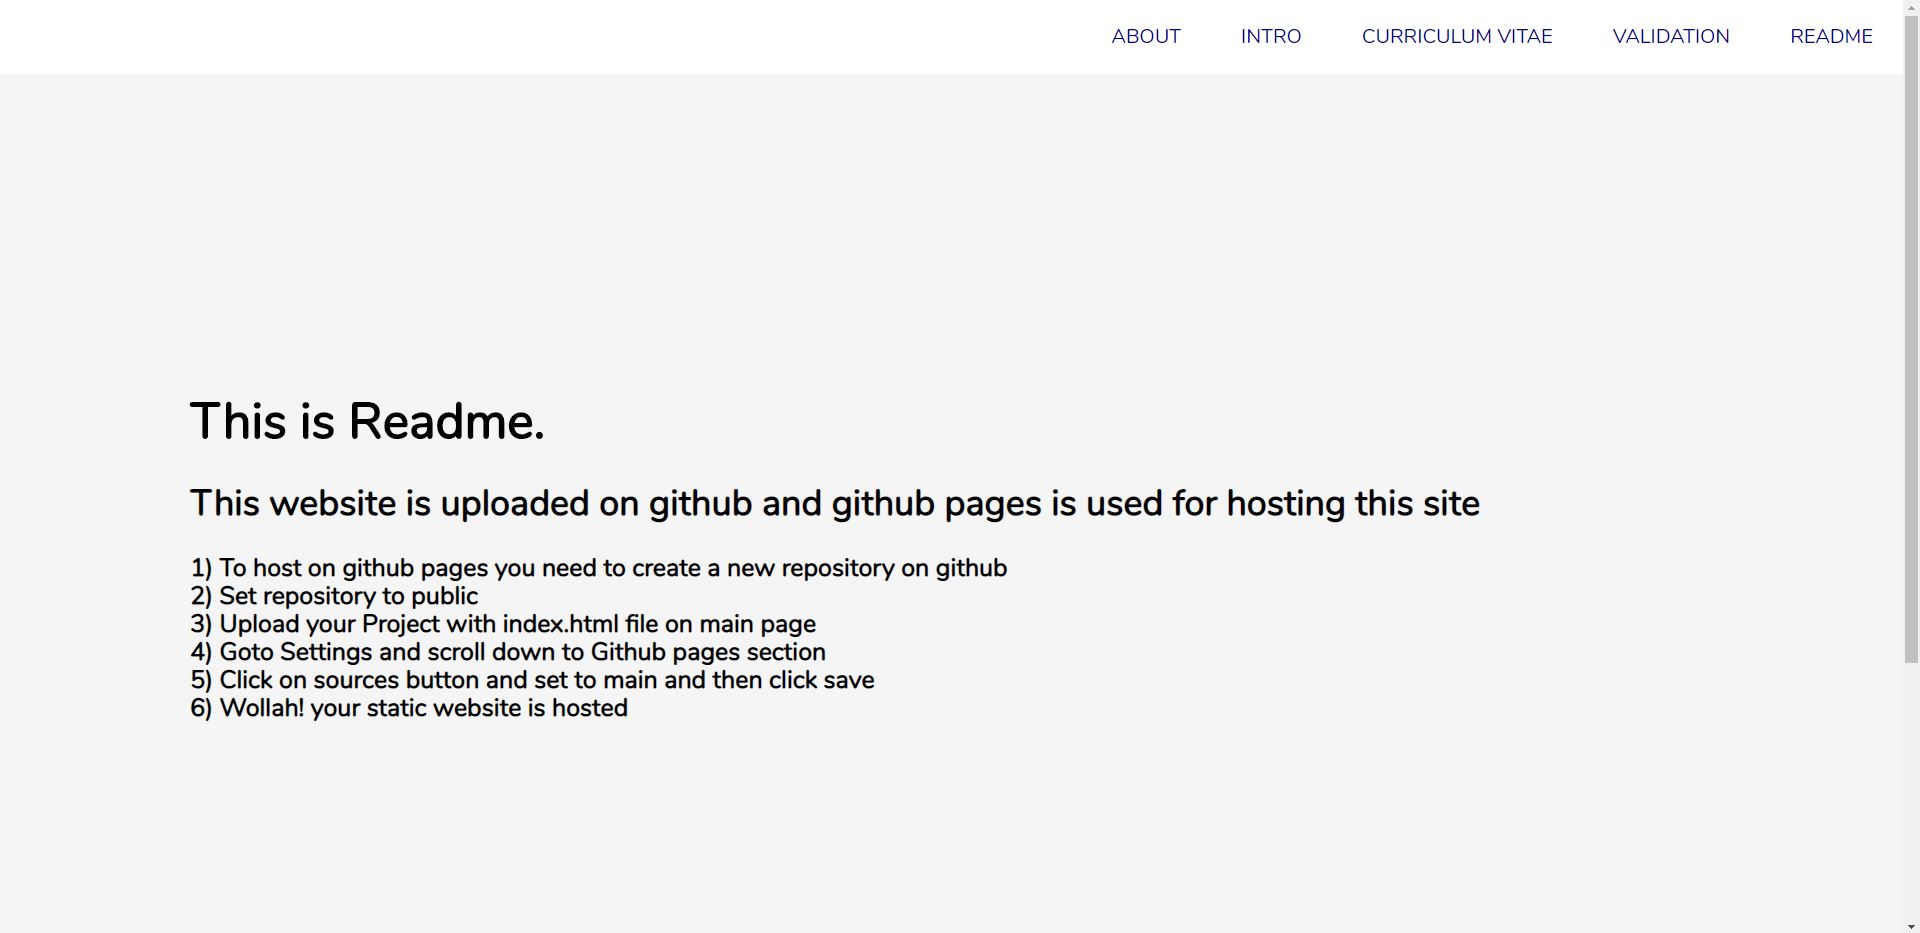 ABOUT INTRO CURRICULUM VITAE VALIDATION README
This is Readme.
This website is uploaded on github and github pages is used for hosting this site
1) To host on github pages you need to create a new repository on github
2) Set repository to public
3) Upload your Project with index.html file on main page
4) Goto Settings and scroll down to Github pages section
5) Click on sources button and set to main and then click save
6) Wollah! your static website is hosted